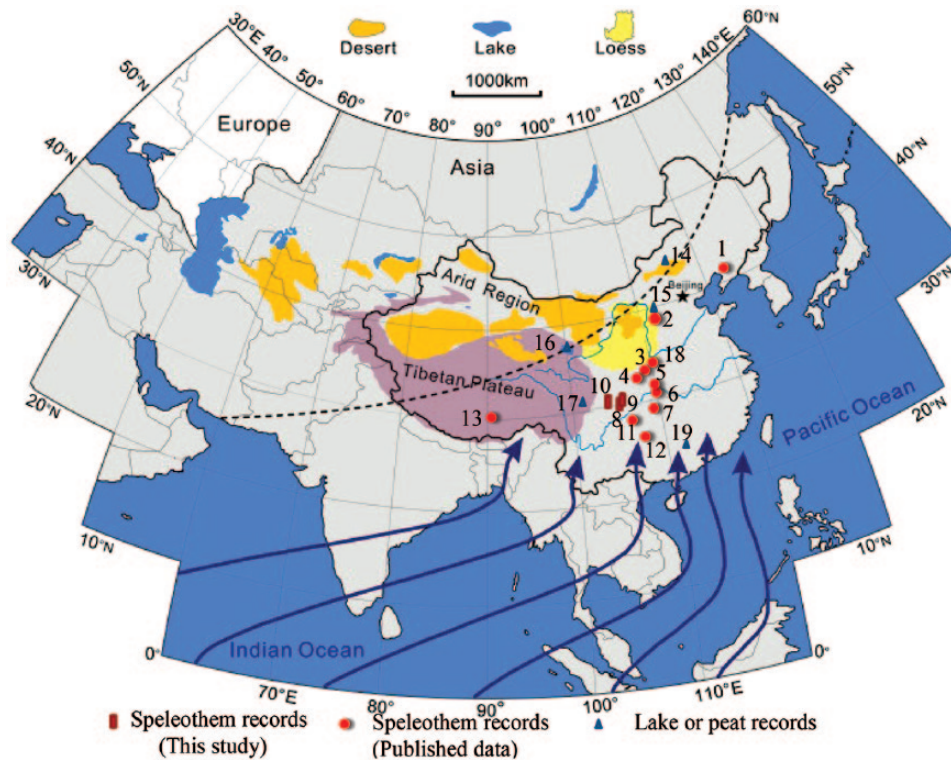 Desert
Lake
Loess
1000km
30°E
40°
50°
60°
70°
80°
90°
100°
110°
120°
130°
140°E
60°N
50°N
40°N
30°N
20°N
10°N
0°
50°N
40°N
30°N
20°N
10°N
0°
70°E
80°
90°
100°
110°E
Europe
Asia
Arid Region
Tibetan Plateau
Beijing
Pacific Ocean
Indian Ocean
1
14
15
2
16
3
18
4
5
10
6
17
9
7
13
8
11
12
19
Speleothem records
(This study)
Speleothem records
(Published data)
Lake or peat records